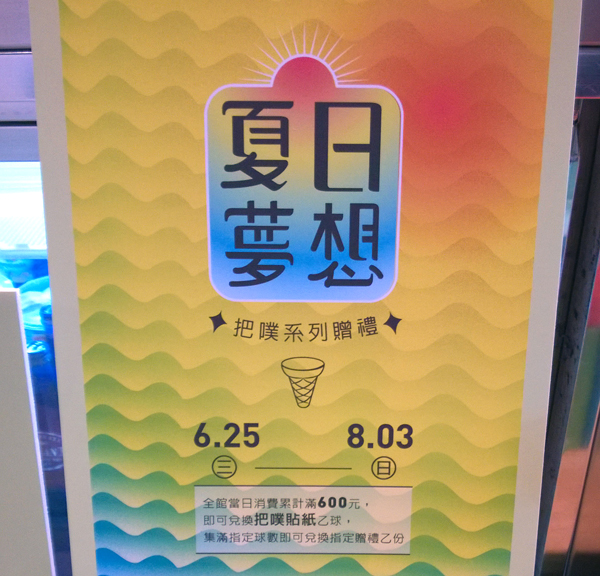 夏日
夢想
把噗系列贈禮
6.25 8.03
三 日
全館當日消費累計滿600元，
即可兌換把噗貼紙乙球，
集滿指定球數即可兌換指定贈禮乙份